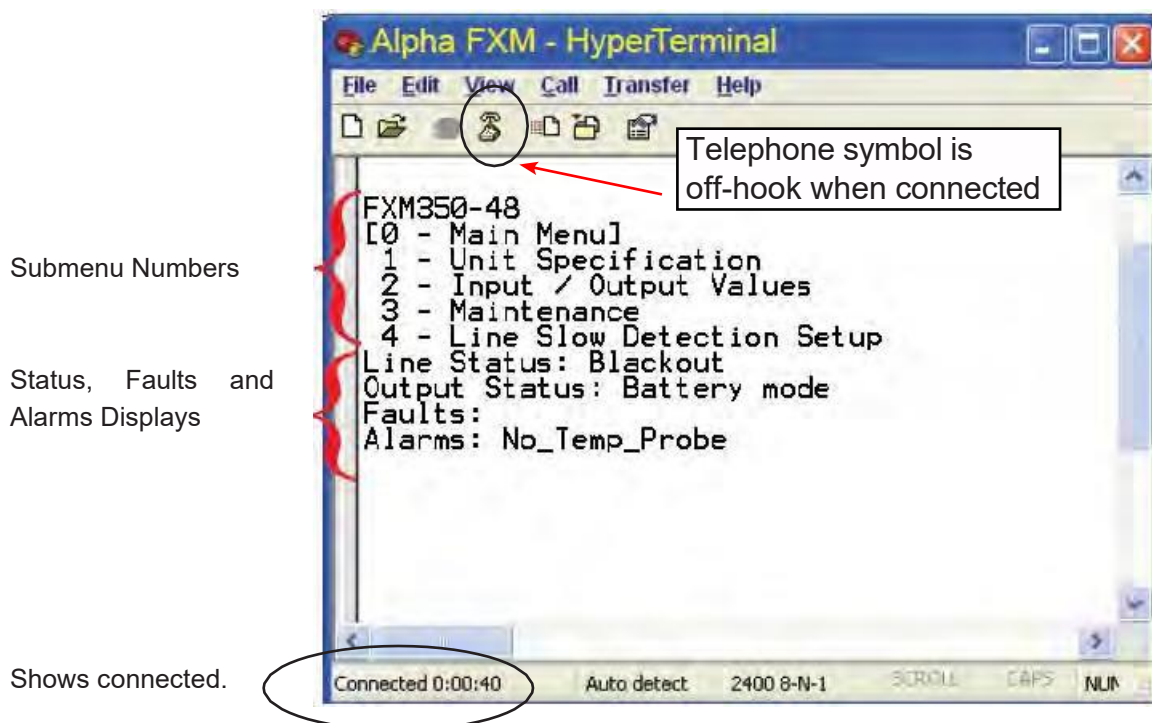 Alpha FXM - HyperTerminal
File Edit View Call Transfer Help
Telephone symbol is
off-hook when connected
FXM350-48
[0 - Main Menu]
1 - Unit Specification
2 - Input / Output Values
3 - Maintenance
4 - Line Slow Detection Setup
Submenu Numbers
Line Status: Blackout
Output Status: Battery mode
Faults:
Alarms: No_Temp_Probe
Status, Faults and
Alarms Displays
Shows connected.
Connected 0:00:40 Auto detect 2400 8-N-1 SCROLL CAPS NUM